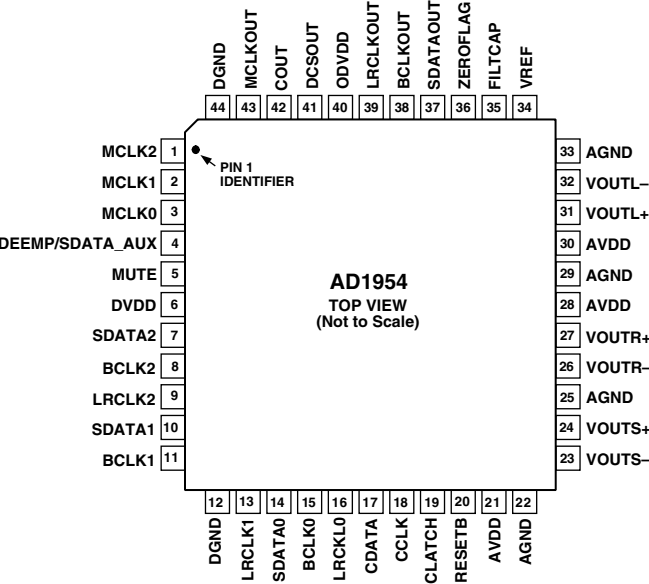 DGND
MCLKOUT
COUT
DCSOUT
ODVDD
LRCLKOUT
BCLKOUT
SDATAOUT
ZEROFLAG
FILTCAP
VREF
44 43 42 41 40 39 38 37 36 35 34
MCLK2 1
MCLK1 2
MCLK0 3
DEEMP/SDATA_AUX 4
MUTE 5
DVDD 6
SDATA2 7
BCLK2 8
LRCLK2 9
SDATA1 10
BCLK1 11
PIN 1
IDENTIFIER
AD1954
TOP VIEW
(Not to Scale)
33 AGND
32 VOUTL–
31 VOUTL+
30 AVDD
29 AGND
28 AVDD
27 VOUTR+
26 VOUTR–
25 AGND
24 VOUTS+
23 VOUTS–
12 13 14 15 16 17 18 19 20 21 22
DGND
LRCLK1
SDATA0
BCLK0
LRCKL0
CDATA
CCLK
CLATCH
RESETB
AVDD
AGND